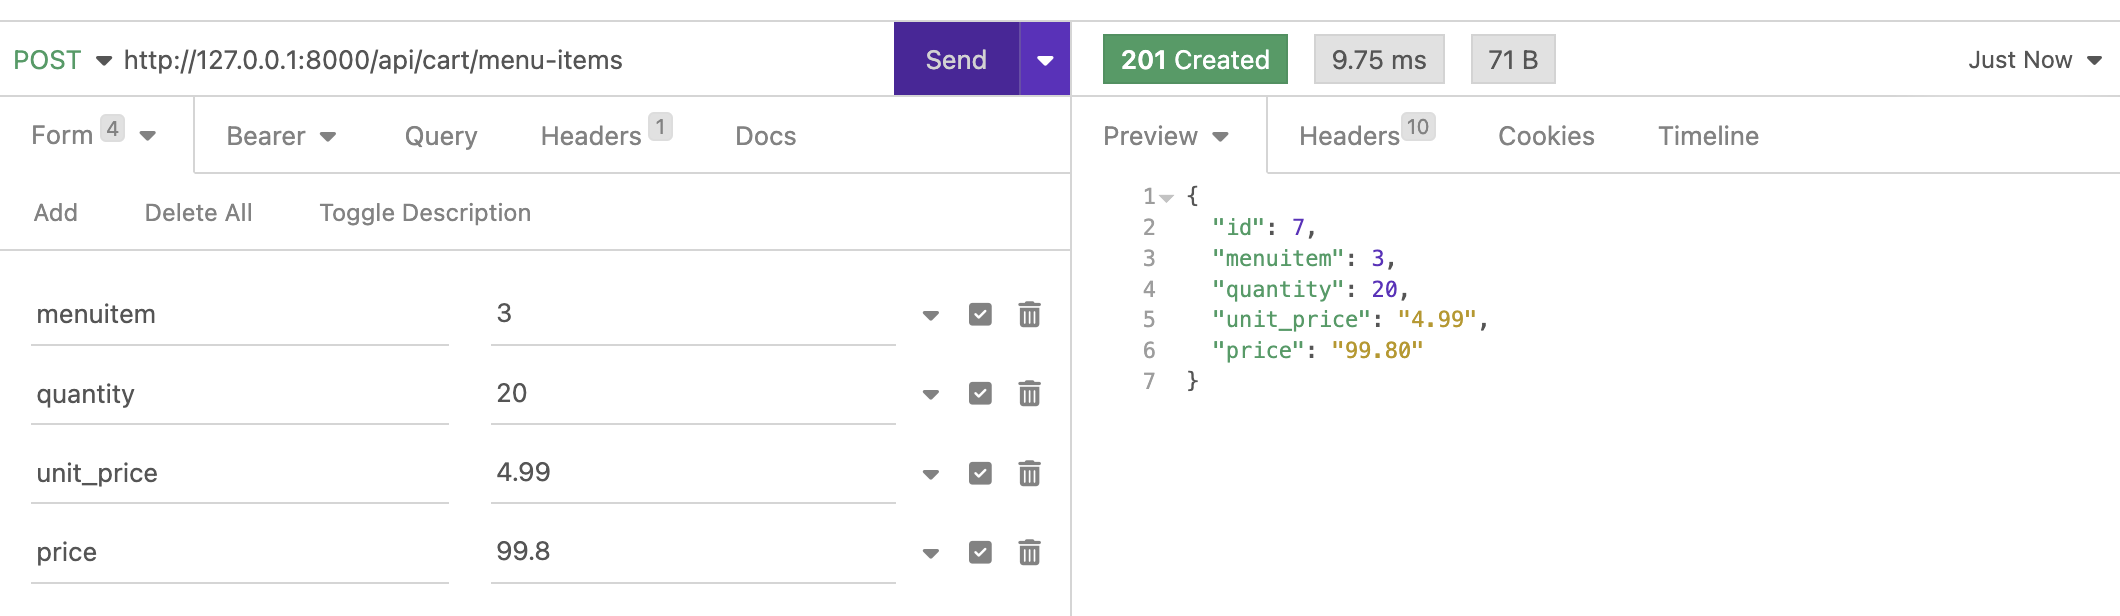 POST http://127.0.0.1:8000/api/cart/menu-items Send
201 Created 9.75 ms 71 B Just Now
Form 4 Bearer Query Headers 1 Docs
Preview Headers 10 Cookies Timeline
Add Delete All Toggle Description
menuitem 3
quantity 20
unit_price 4.99
price 99.8
1 {
2 "id": 7,
3 "menuitem": 3,
4 "quantity": 20,
5 "unit_price": "4.99",
6 "price": "99.80"
7 }